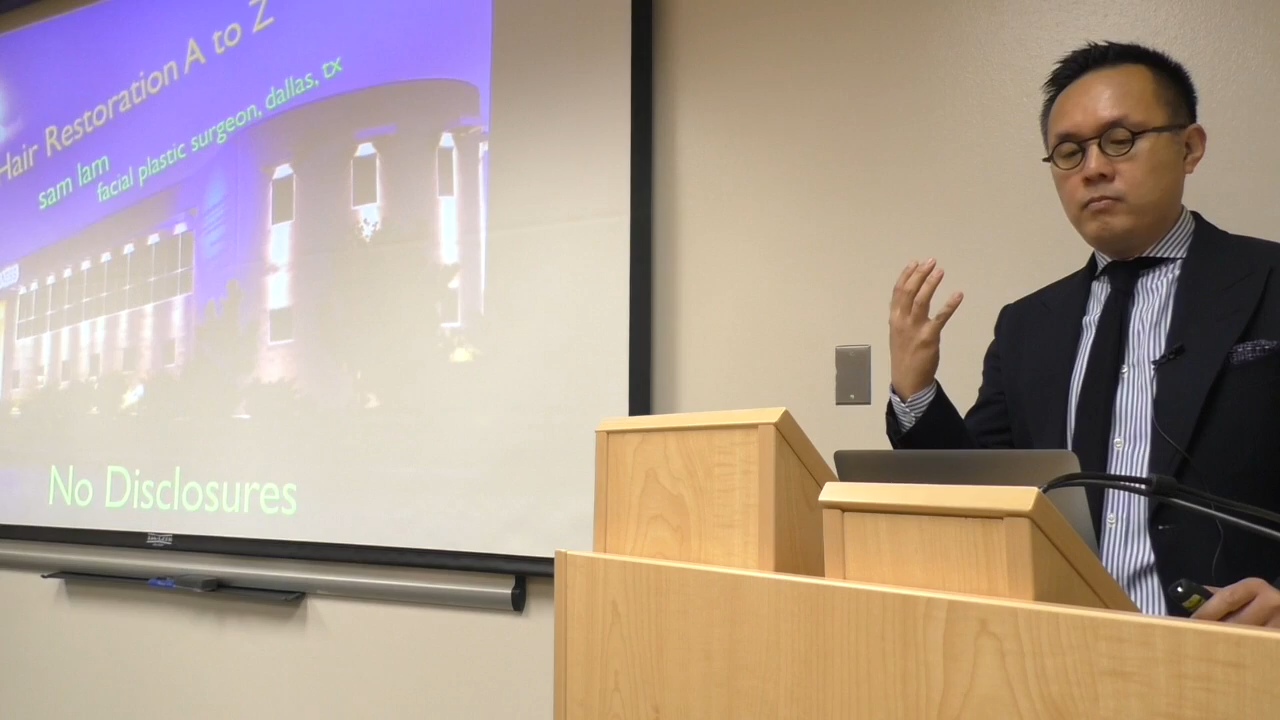 Hair Restoration A to Z
sam lam
facial plastic surgeon, dallas, tx
No Disclosures